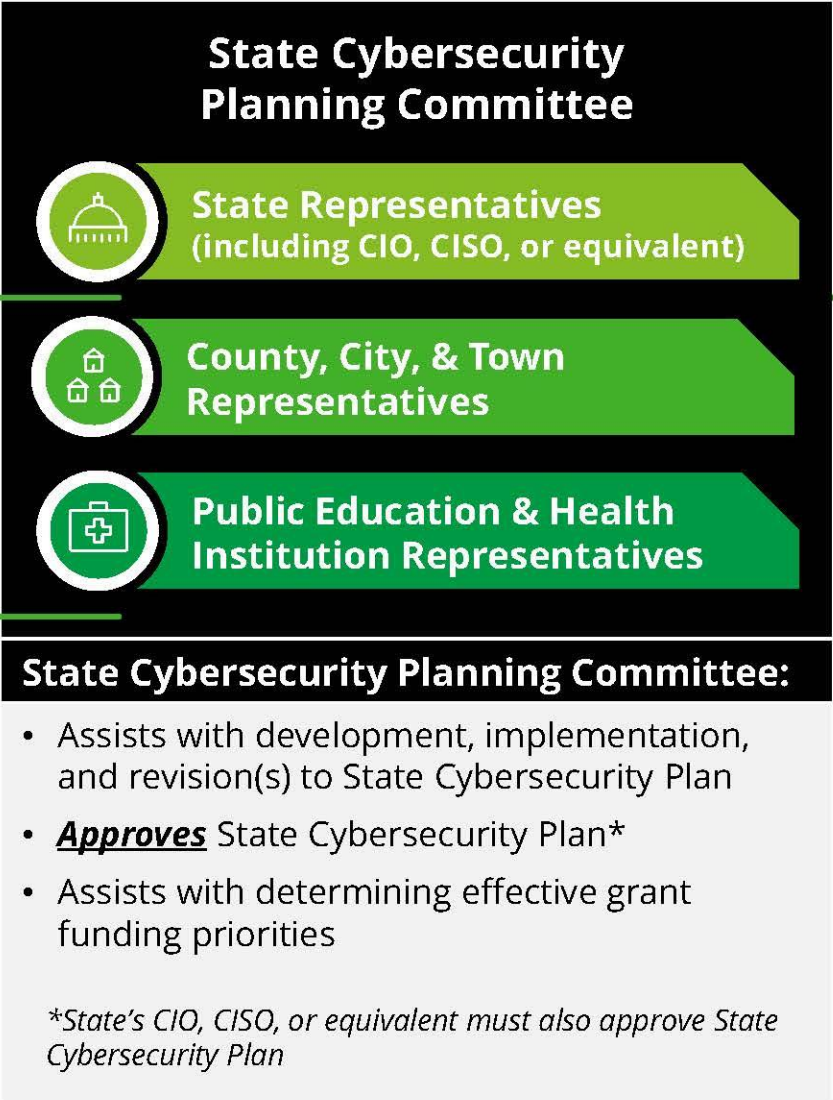 State Cybersecurity
Planning Committee
State Representatives
(including CIO, CISO, or equivalent)
County, City, & Town
Representatives
Public Education & Health
Institution Representatives
State Cybersecurity Planning Committee:
• Assists with development, implementation,
and revision(s) to State Cybersecurity Plan
• Approves State Cybersecurity Plan*
• Assists with determining effective grant
funding priorities
*State's CIO, CISO, or equivalent must also approve State
Cybersecurity Plan